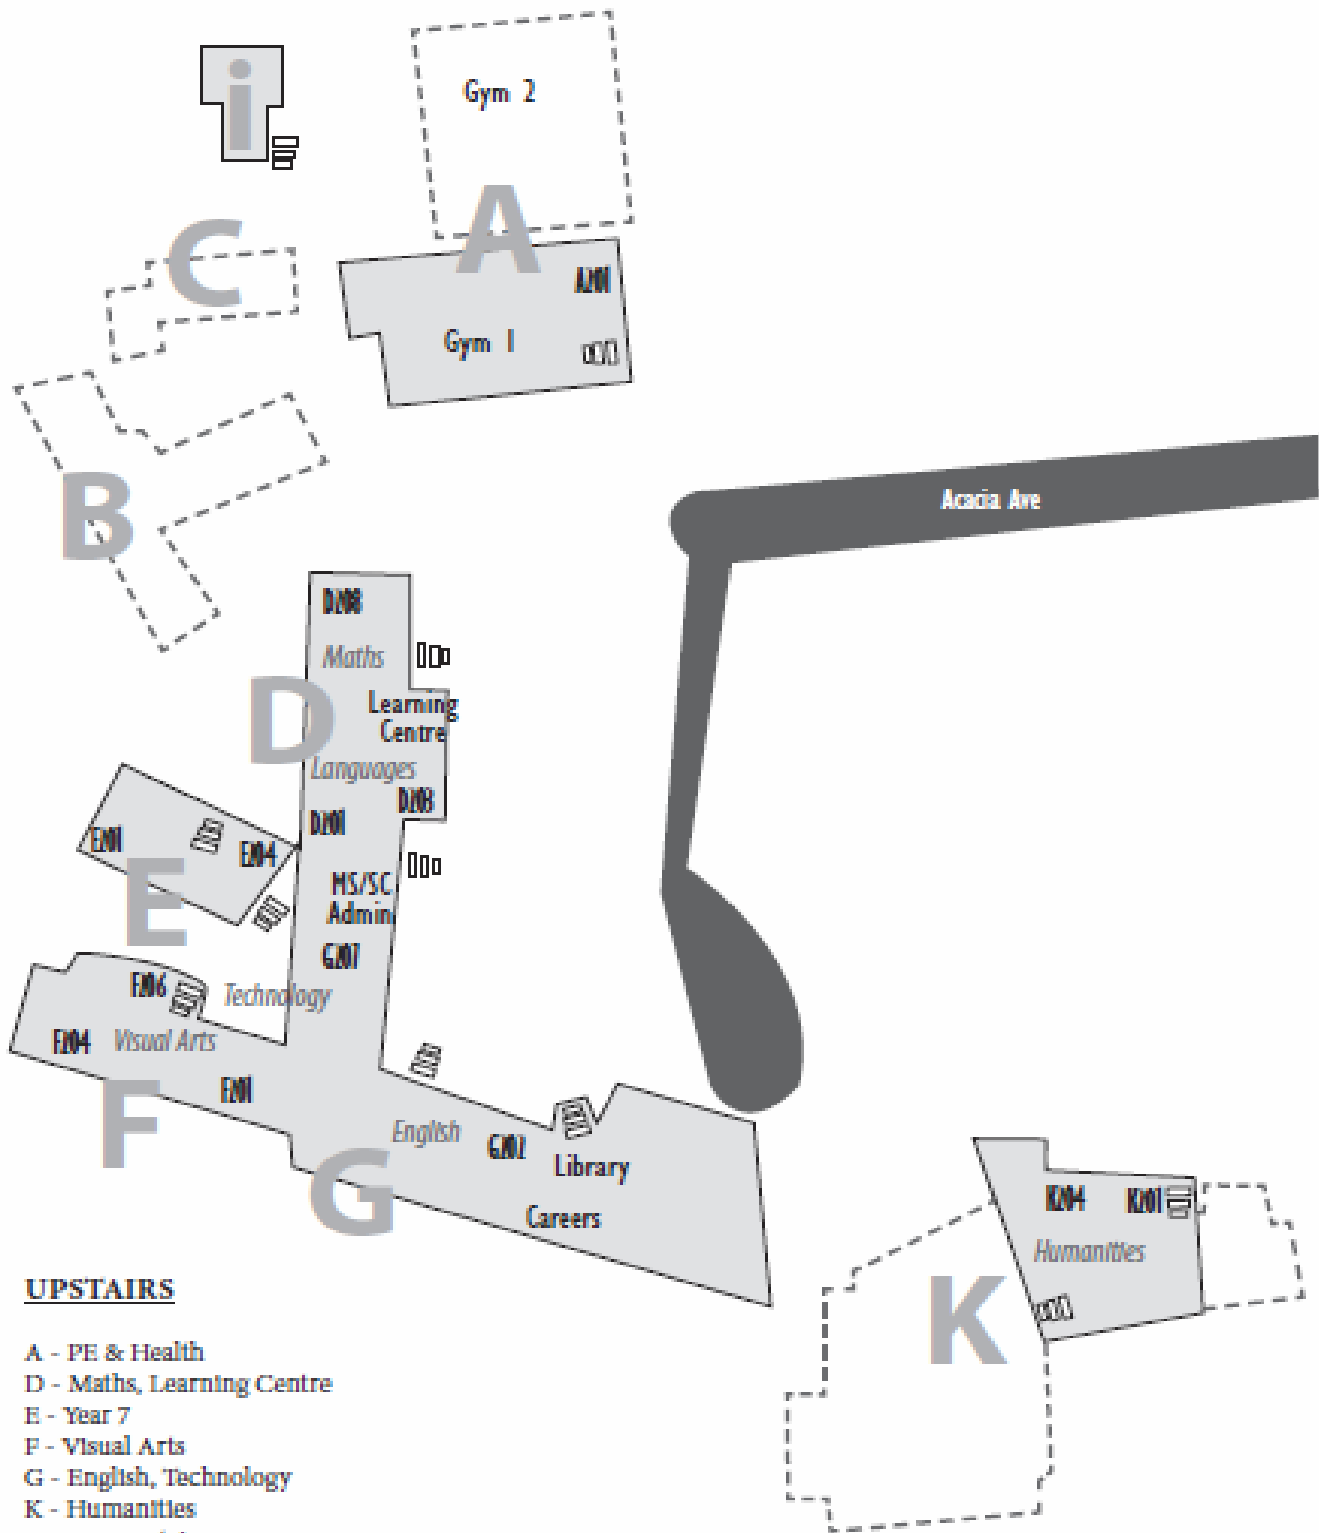 Gym 2
i
A
C
A201
Gym 1
B
Acacia Ave
D208
Maths
D
Learning
Centre
Languages
D203
D201
E201
E204
E
MS/SC
Admin
G207
F206
Technology
F204
Visual Arts
F201
F
English
G202
Library
G
Careers
K204
K201
Humanities
K
UPSTAIRS
A - PE & Health
D - Maths, Learning Centre
E - Year 7
F - Visual Arts
G - English, Technology
K - Humanities